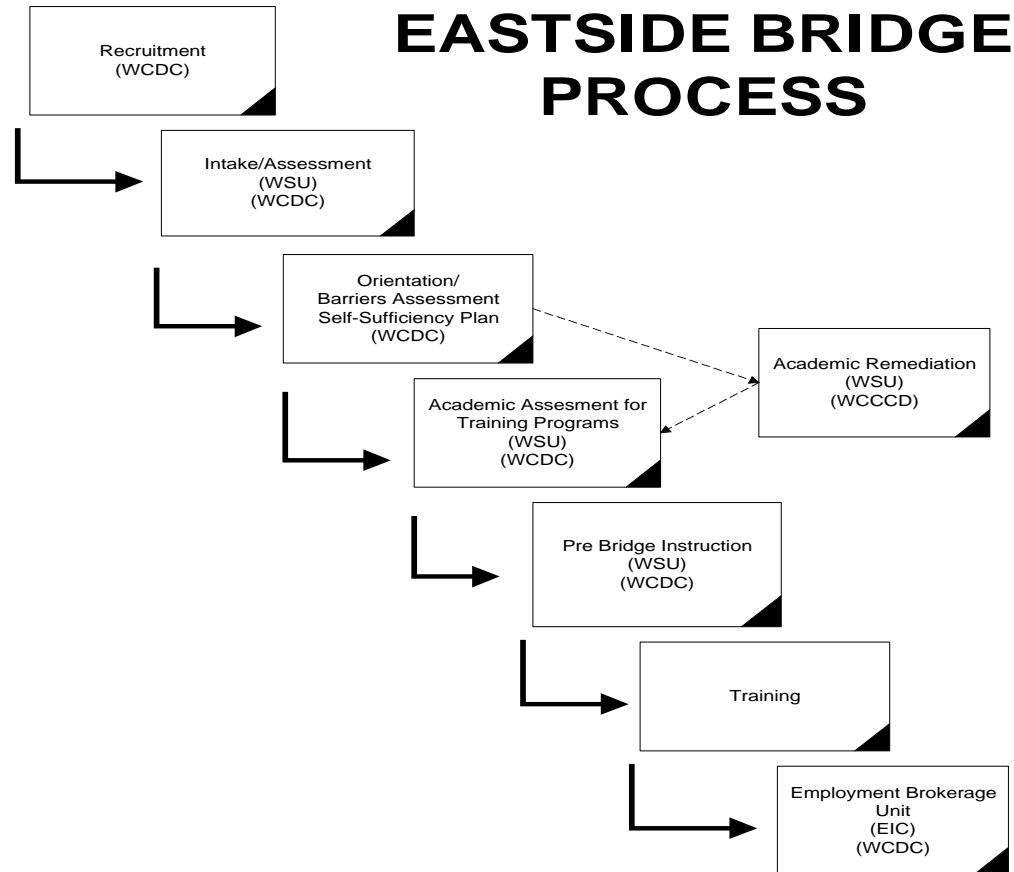 EASTSIDE BRIDGE
PROCESS
Recruitment
(WCDC)
Intake/Assessment
(WSU)
(WCDC)
Orientation/
Barriers Assessment
Self-Sufficiency Plan
(WCDC)
Academic Remediation
(WSU)
(WCCCD)
Academic Assesment for
Training Programs
(WSU)
(WCDC)
Pre Bridge Instruction
(WSU)
(WCDC)
Training
Employment Brokerage
Unit
(EIC)
(WCDC)